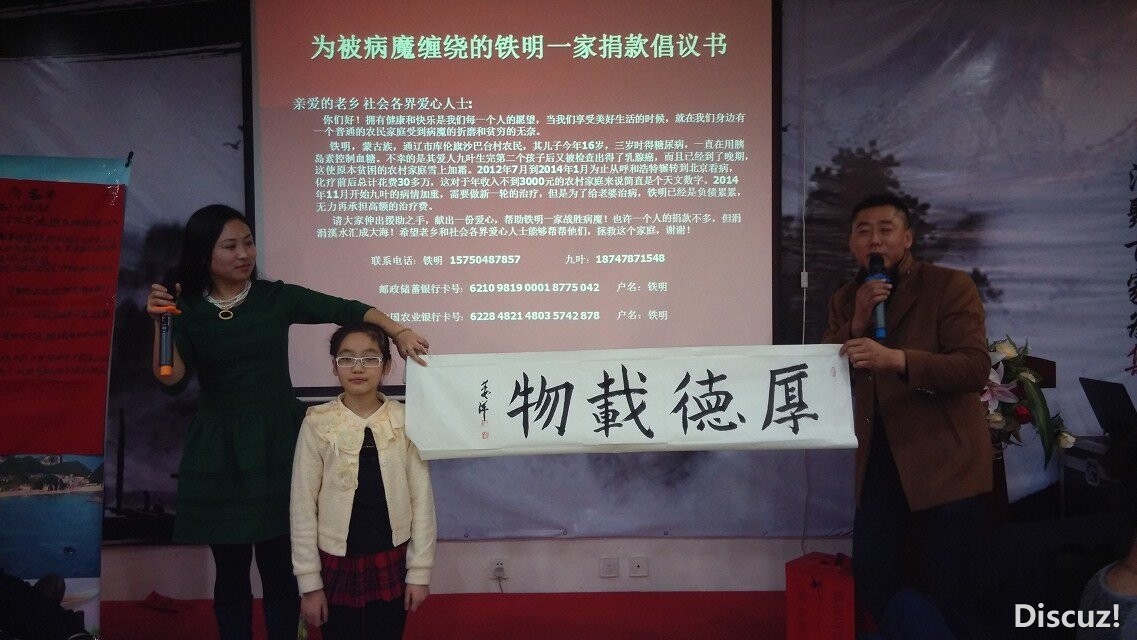 为被病魔缠绕的铁明一家捐款倡议书
亲爱的老乡 社会各界爱心人士:
你们好！拥有健康和快乐是我们每一个人的愿望，当我们享受美好生活的时候，就在我们身边有
一个普通的农民家庭受到病魔的折磨和贫穷的无奈。
铁明，蒙古族，通辽市库伦旗沙巴台村农民，其儿子今年16岁，三岁时得糖尿病，一直在用胰
岛素控制血糖。不幸的是其爱人九叶生完第二个孩子后又被检查出得了乳腺癌，而且已经到了晚期，
这使原本贫困的农村家庭雪上加霜。2012年7月到2014年1月为止从呼和浩特辗转到北京看病，
化疗前后总计花费30多万，这对于年收入不到3000元的农村家庭来说简直是个天文数字。2014
年11月开始九叶的病情加重，需要做新一轮的治疗，但是为了给老婆治病，铁明已经是负债累累，
无力再承担高额的治疗费。
请大家伸出援助之手，献出一份爱心，帮助铁明一家战胜病魔！也许一个人的捐款不多，但涓
涓溪水汇成大海！希望老乡和社会各界爱心人士能够帮帮他们，拯救这个家庭，谢谢！
联系电话：铁明 15750487857 九叶：18747871548
邮政储蓄银行卡号：6210 9819 0001 8775 042 户名：铁明
国农业银行卡号：6228 4821 4803 5742 878 户名：铁明
厚德載物
Discuz!